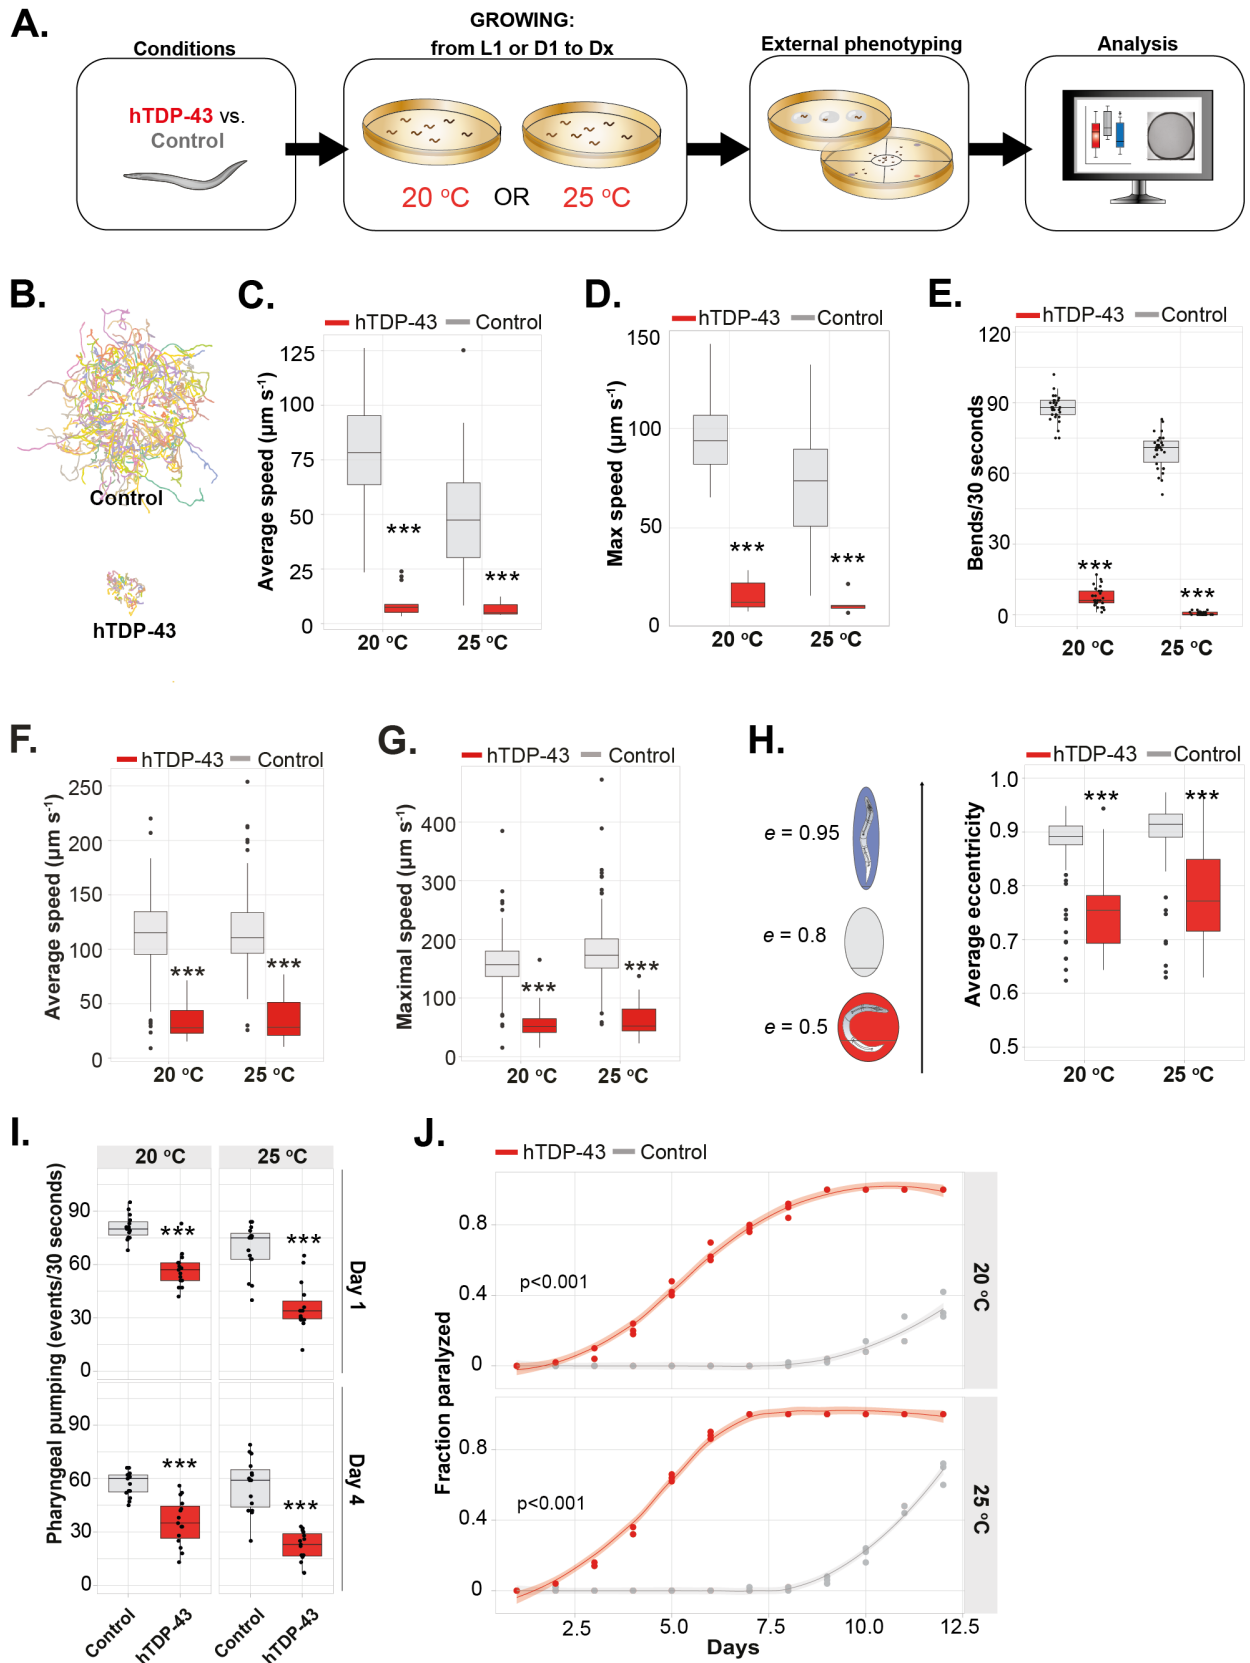 A.
Conditions
hTDP-43 vs.
Control
GROWING:
from L1 or D1 to Dx
20 °C OR 25 °C
External phenotyping
Analysis
B.
Control
hTDP-43
C.
hTDP-43 Control
Average speed (µm s-1)
125
100
75
50
25
0
***
***
20 °C 25 °C
D.
hTDP-43 Control
Max speed (µm s-1)
150
100
50
0
***
***
20 °C 25 °C
E.
hTDP-43 Control
Bends/30 seconds
120
90
60
30
0
***
***
20 °C 25 °C
F.
hTDP-43 Control
Average speed (µm s-1)
250
200
150
100
50
0
***
***
20 °C 25 °C
G.
hTDP-43 Control
Maximal speed (µm s-1)
400
300
200
100
0
***
***
20 °C 25 °C
H.
e = 0.95
e = 0.8
e = 0.5
hTDP-43 Control
Average eccentricity
1.0
0.9
0.8
0.7
0.6
0.5
***
***
20 °C 25 °C
I.
20 °C 25 °C
Pharyngeal pumping (events/30 seconds)
90
60
30
0
***
***
Day 1
90
60
30
0
***
***
Day 4
Control hTDP-43 Control hTDP-43
J.
hTDP-43 Control
Fraction paralyzed
0.8
0.4
0
p<0.001
20 °C
0.8
0.4
0
p<0.001
25 °C
2.5 5.0 7.5 10.0 12.5
Days